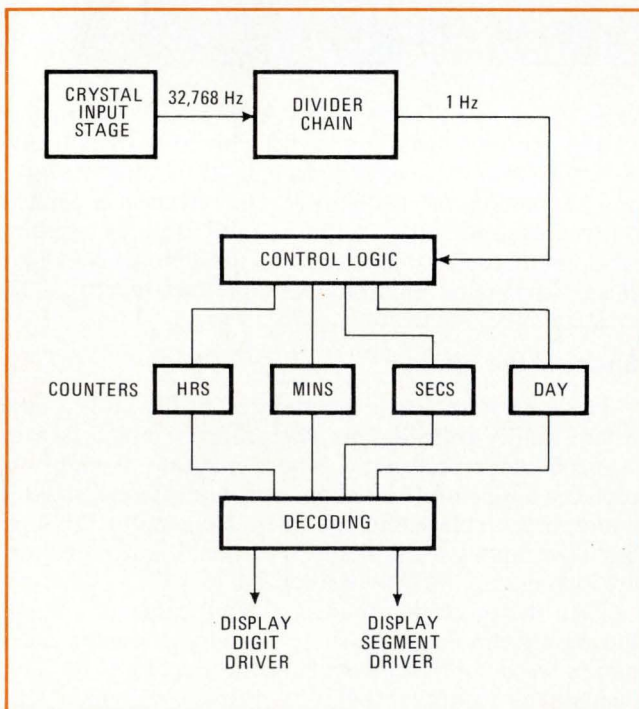 CRYSTAL
INPUT
STAGE
32,768 Hz
DIVIDER
CHAIN
1 Hz
CONTROL LOGIC
COUNTERS
HRS
MINS
SECS
DAY
DECODING
DISPLAY
DIGIT
DRIVER
DISPLAY
SEGMENT
DRIVER